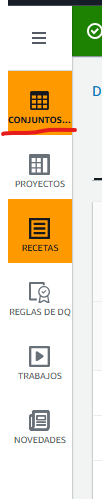 D
CONJUNTOS...
PROYECTOS
RECETAS
REGLAS DE DQ
TRABAJOS
NOVEDADES